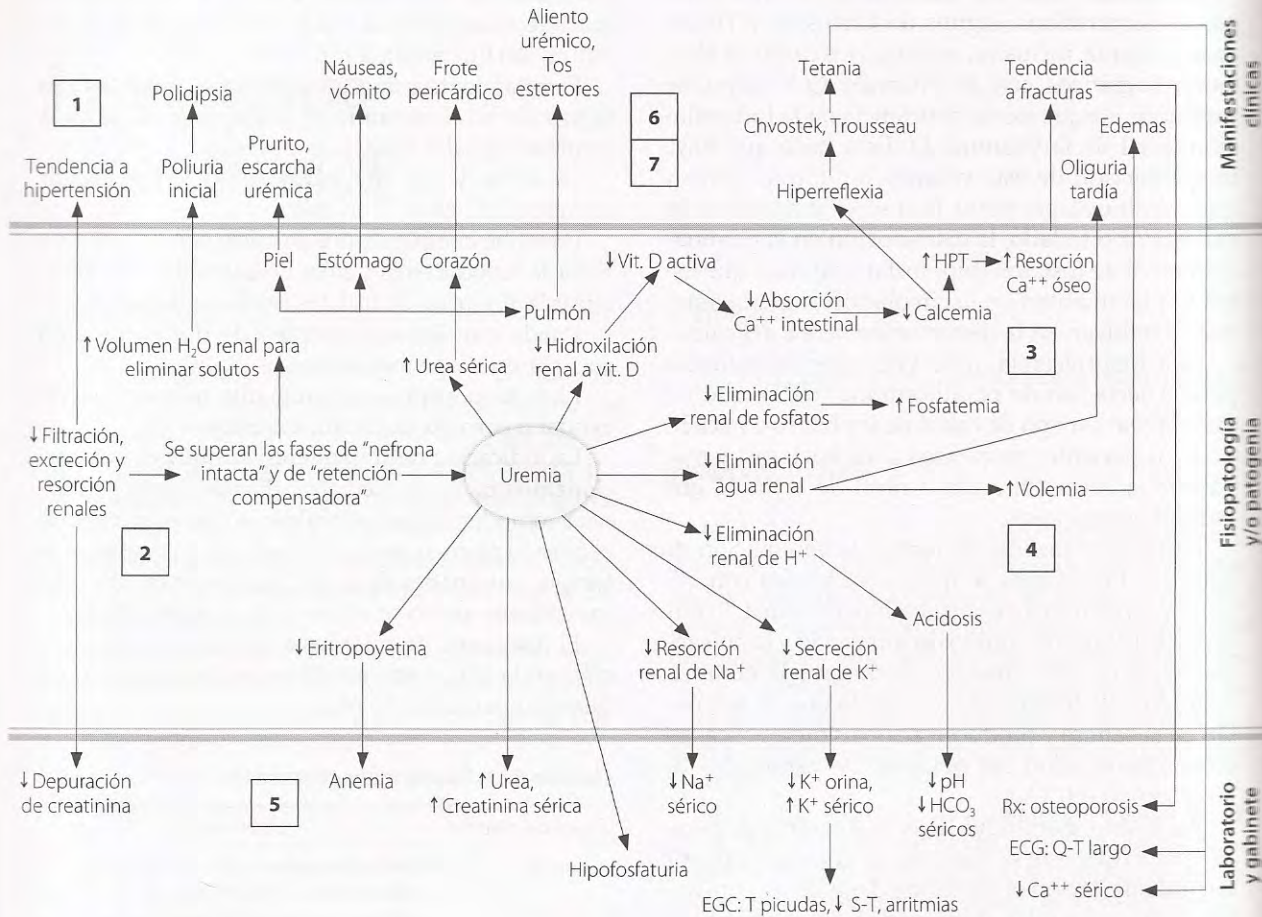 Manifestaciones
clínicas
Aliento
urémico,
Tos
estertores
Náuseas,
vómito
Frote
pericárdico
Tetania
Tendencia
a fracturas
1
Polidipsia
6
7
Chvostek, Trousseau
Edemas
Tendencia a
hipertensión
Poliuria
inicial
Prurito,
escarcha
urémica
Hiperreflexia
Oliguria
tardía
Fisiopatología
y/o patogenia
Piel
Estómago
Corazón
↓Vit. D activa
↑HPT
↑Resorción
Ca++ óseo
Pulmón
↓Absorción
Ca++ intestinal
↓Calcemia
↑Volumen H₂O renal para
eliminar solutos
↑Urea sérica
↓Hidroxilación
renal a vit. D
3
↓Eliminación
renal de fosfatos
↑Fosfatemia
↓Filtración,
excreción y
resorción
renales
Se superan las fases de “nefrona
intacta” y de “retención
compensadora”
Uremia
↓Eliminación
agua renal
↑Volemia
2
↓Eliminación
renal de H+
4
Acidosis
↓Eritropoyetina
↓Resorción
renal de Na+
↓Secreción
renal de K+
Laboratorio
y gabinete
↓Depuración
de creatinina
5
Anemia
↑Urea,
↑Creatinina sérica
↓Na+
sérico
↓K+ orina,
↑K+ sérico
↓pH
↓HCO₃
séricos
Rx: osteoporosis
ECG: Q-T largo
Hipofosfaturia
↓Ca++ sérico
EGC: T picudas, ↓ S-T, arritmias